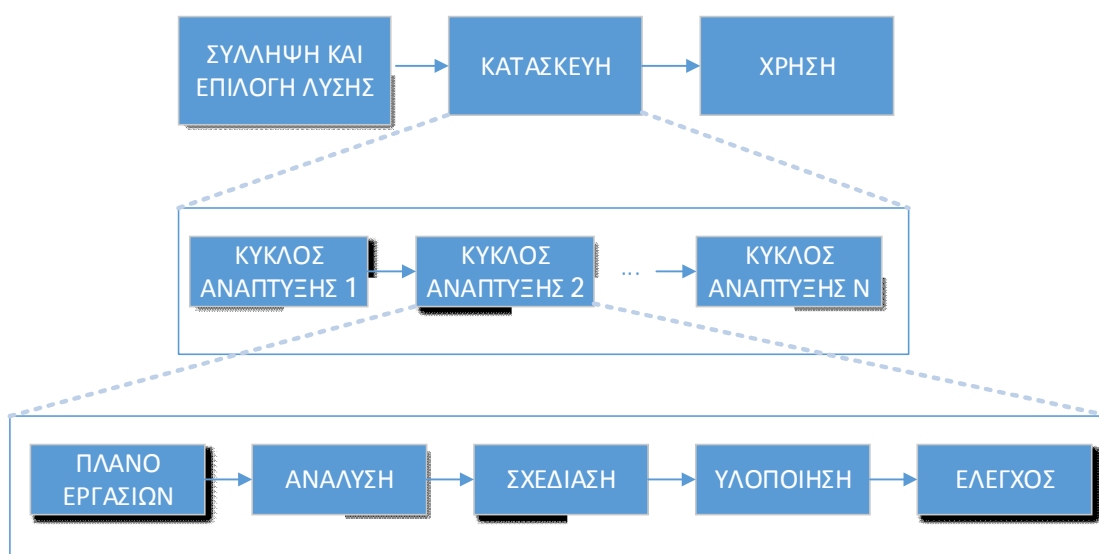 ΣΥΛΛΗΨΗ ΚΑΙ
ΕΠΙΛΟΓΗ ΛΥΣΗΣ
ΚΑΤΑΣΚΕΥΗ
ΧΡΗΣΗ
ΚΥΚΛΟΣ
ΑΝΑΠΤΥΞΗΣ 1
ΚΥΚΛΟΣ
ΑΝΑΠΤΥΞΗΣ 2
...
ΚΥΚΛΟΣ
ΑΝΑΠΤΥΞΗΣ Ν
ΠΛΑΝΟ
ΕΡΓΑΣΙΩΝ
ΑΝΑΛΥΣΗ
ΣΧΕΔΙΑΣΗ
ΥΛΟΠΟΙΗΣΗ
ΕΛΕΓΧΟΣ